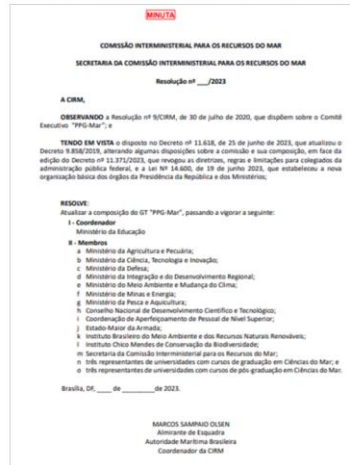 MINUTA
COMISSÃO INTERMINISTERIAL PARA OS RECURSOS DO MAR
SECRETARIA DA COMISSÃO INTERMINISTERIAL PARA OS RECURSOS DO MAR
Resolução nº ___/2023
A CIRM,
OBSERVANDO a Resolução nº 9/CIRM, de 30 de julho de 2020, que dispõem sobre o Comitê
Executivo "PPG-Mar"; e
TENDO EM VISTA o disposto no Decreto nº 11.618, de 25 de junho de 2023, que atualizou o
Decreto 9.858/2019, alterando algumas disposições sobre a comissão e sua composição, em face da
edição do Decreto nº 11.371/2023, que revogou as diretrizes, regras e limitações para colegiados da
administração pública federal, e a Lei Nº 14.600, de 19 de junho 2023, que estabeleceu a nova
organização básica dos órgãos da Presidência da República e dos Ministérios;
RESOLVE:
Atualizar a composição do GT "PPG-Mar", passando a vigorar a seguinte:
I - Coordenador
Ministério da Educação
II - Membros
a Ministério da Agricultura e Pecuária;
b Ministério da Ciência, Tecnologia e Inovação;
c Ministério da Defesa;
d Ministério da Integração e do Desenvolvimento Regional;
e Ministério do Meio Ambiente e Mudança do Clima;
f Ministério de Minas e Energia;
g Ministério da Pesca e Aquicultura;
h Conselho Nacional de Desenvolvimento Científico e Tecnológico;
i Coordenação de Aperfeiçoamento de Pessoal de Nível Superior;
j Estado-Maior da Armada;
k Instituto Brasileiro do Meio Ambiente e dos Recursos Naturais Renováveis;
l Instituto Chico Mendes de Conservação da Biodiversidade;
m Secretaria da Comissão Interministerial para os Recursos do Mar;
n três representantes de universidades com cursos de graduação em Ciências do Mar; e
o três representantes de universidades com cursos de pós graduação em Ciências do Mar.
Brasília, DF, ____ de _________de 2023.
MARCOS SAMPAIO OLSEN
Almirante de Esquadra
Autoridade Marítima Brasileira
Coordenador da CIRM